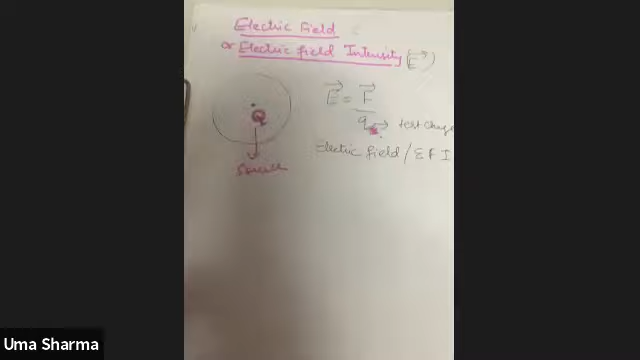 Electric Field
or Electric field Intensity (E→)
E→ = F→
q → test charge
Q
Source
Electric field / E F I
Uma Sharma